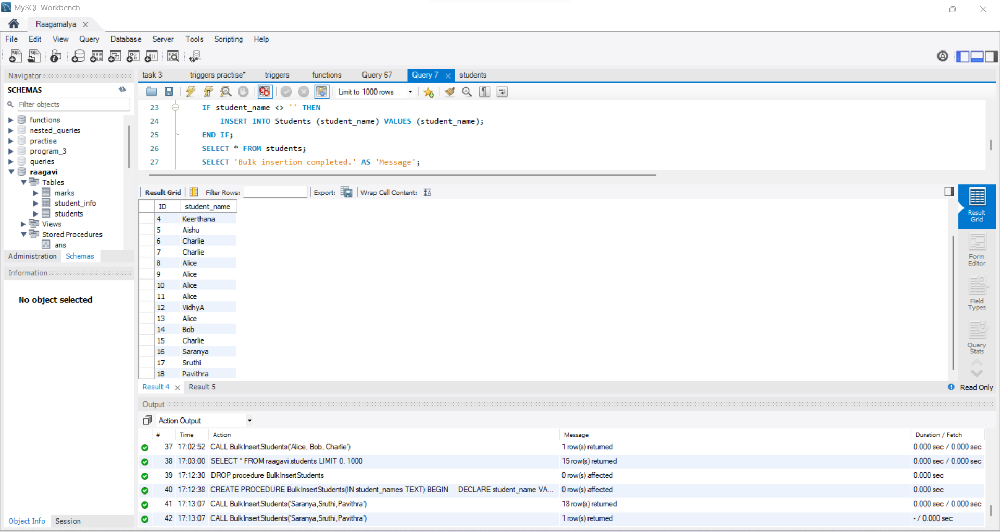 MySQL Workbench
Raagamalya
File Edit View Query Database Server Tools Scripting Help
Navigator
SCHEMAS
Filter objects
functions
nested_queries
practise
program_3
queries
raagavi
Tables
marks
student_info
students
Views
Stored Procedures
ans
Administration Schemas
Information
No object selected
Object Info Session
task 3 triggers practise* triggers functions Query 67 Query 7 students
Limit to 1000 rows
23 IF student_name <> '' THEN
24 INSERT INTO Students (student_name) VALUES (student_name);
25 END IF;
26 SELECT * FROM students;
27 SELECT 'Bulk insertion completed.' AS 'Message';
Result Grid Filter Rows: Export: Wrap Cell Content:
ID student_name
4 Keerthana
5 Aishu
6 Charlie
7 Charlie
8 Alice
9 Alice
10 Alice
11 Alice
12 VidhyA
13 Alice
14 Bob
15 Charlie
16 Saranya
17 Sruthi
18 Pavithra
Result Grid
Form Editor
Field Types
Query Stats
Result 4 Result 5
Read Only
Output
Action Output
# Time Action Message Duration / Fetch
37 17:02:52 CALL BulkInsertStudents('Alice, Bob, Charlie') 1 row(s) returned 0.000 sec / 0.000 sec
38 17:03:00 SELECT * FROM raagavi.students LIMIT 0, 1000 15 row(s) returned 0.000 sec / 0.000 sec
39 17:12:30 DROP procedure BulkInsertStudents 0 row(s) affected 0.000 sec
40 17:12:38 CREATE PROCEDURE BulkInsertStudents(IN student_names TEXT) BEGIN DECLARE student_name VA... 0 row(s) affected 0.000 sec
41 17:13:07 CALL BulkInsertStudents('Saranya,Sruthi,Pavithra') 18 row(s) returned 0.000 sec / 0.000 sec
42 17:13:07 CALL BulkInsertStudents('Saranya,Sruthi,Pavithra') 1 row(s) returned - / 0.000 sec